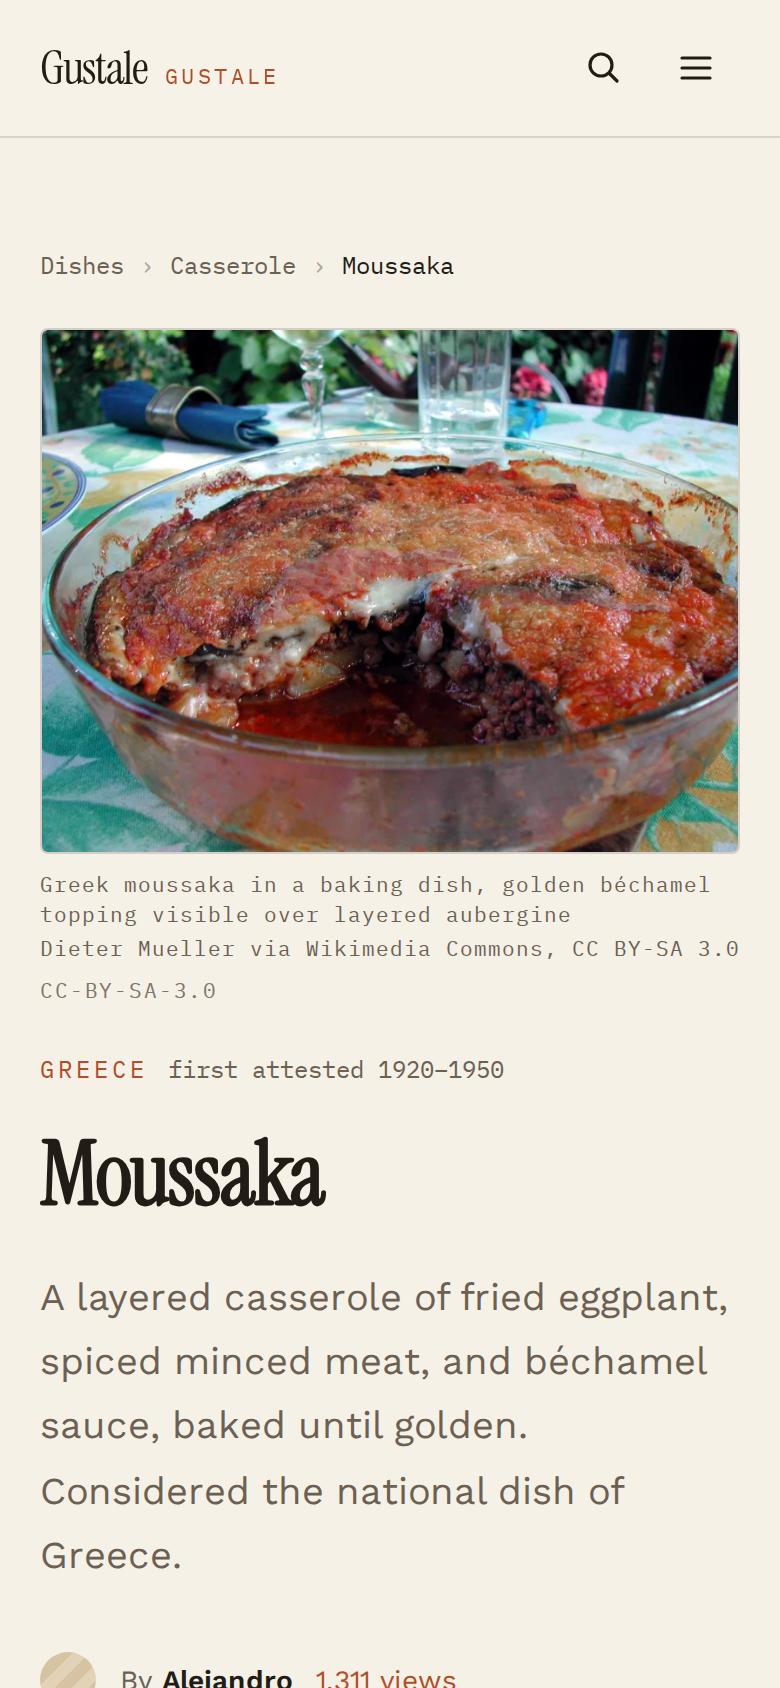 Gustale GUSTALE
Dishes › Casserole › Moussaka
Greek moussaka in a baking dish, golden béchamel
topping visible over layered aubergine
Dieter Mueller via Wikimedia Commons, CC BY-SA 3.0
CC-BY-SA-3.0
GREECE first attested 1920–1950
Moussaka
A layered casserole of fried eggplant,
spiced minced meat, and béchamel
sauce, baked until golden.
Considered the national dish of
Greece.
By Alejandro 1,311 views